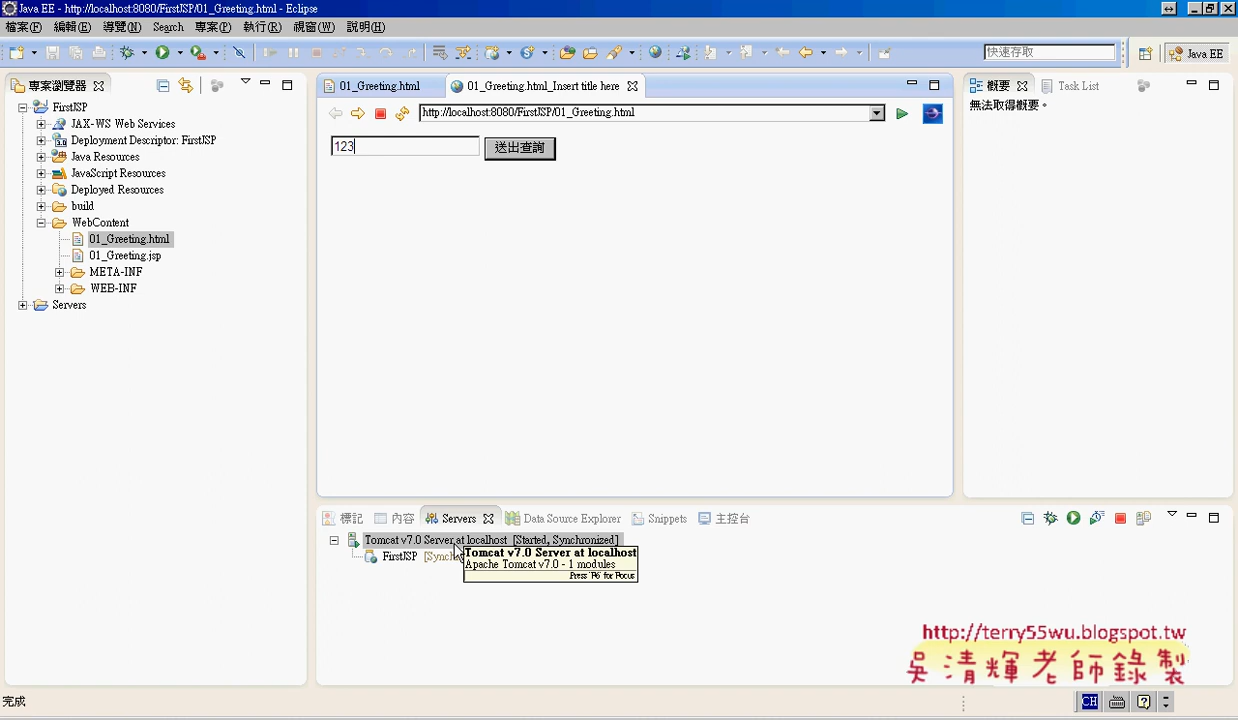 Java EE - http://localhost:8080/FirstJSP/01_Greeting.html - Eclipse
檔案(F) 編輯(E) 導覽(N) Search 專案(P) 執行(R) 視窗(W) 說明(H)
快速存取
Java EE
專案瀏覽器
FirstJSP
JAX-WS Web Services
Deployment Descriptor: FirstJSP
Java Resources
JavaScript Resources
Deployed Resources
build
WebContent
01_Greeting.html
01_Greeting.jsp
META-INF
WEB-INF
Servers
01_Greeting.html
01_Greeting.html_Insert title here
http://localhost:8080/FirstJSP/01_Greeting.html
123
送出查詢
概要
Task List
無法取得概要。
標記 內容 Servers Data Source Explorer Snippets 主控台
Tomcat v7.0 Server at localhost [Started, Synchronized]
FirstJSP
Tomcat v7.0 Server at localhost
Apache Tomcat v7.0 - 1 modules
Press 'F6' for Focus
http://terry55wu.blogspot.tw
吳清輝老師錄製
完成
CH